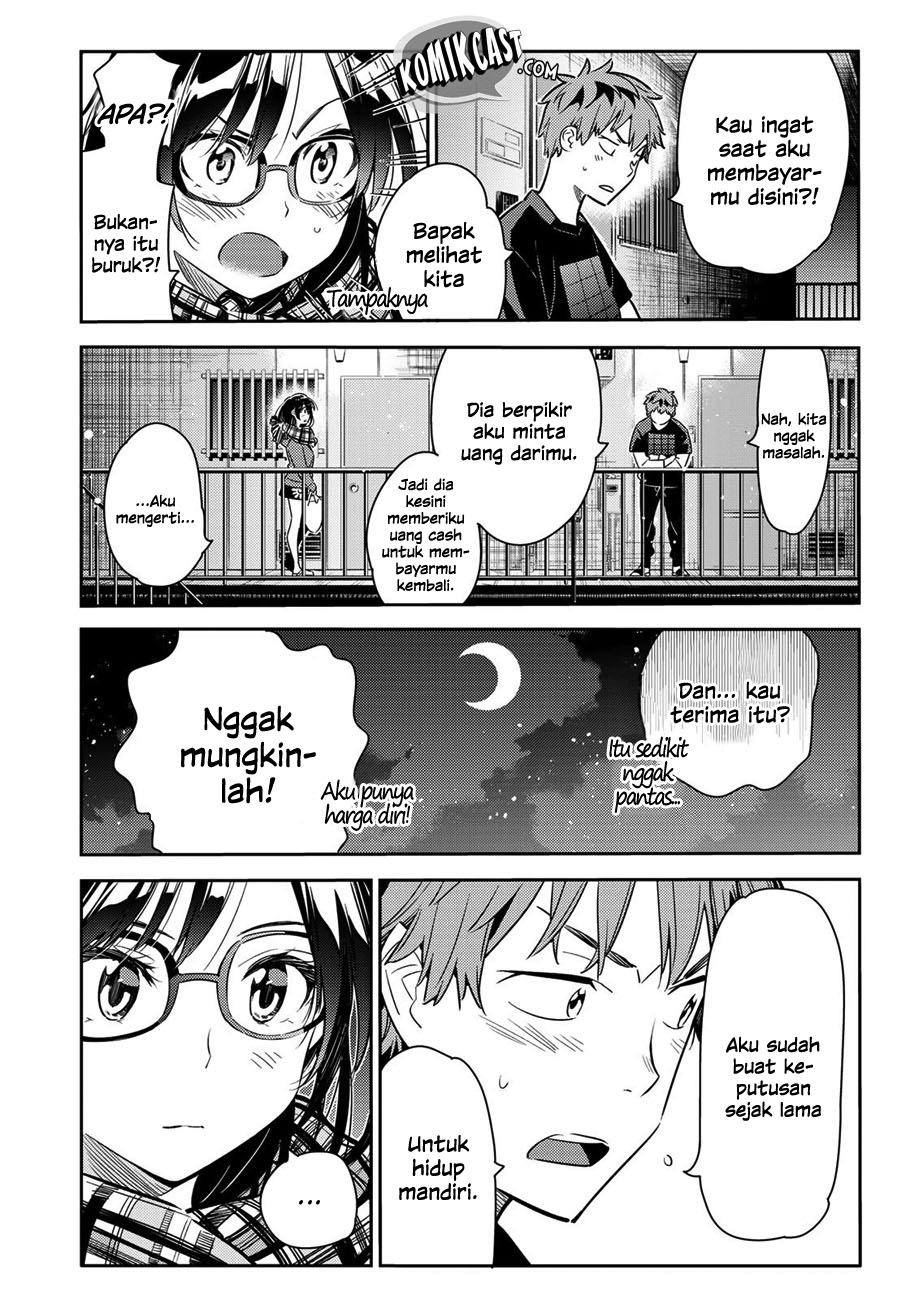 KOMIKCAST
.COM
Kau ingat
saat aku
membayar-
mu disini?!
Bapak
melihat
kita
Tampaknya
APA?!
Bukan-
nya itu
buruk?!
Nah, kita
nggak
masalah.
Dia berpikir
aku minta
uang darimu.
Jadi dia
kesini
memberiku
uang cash
untuk mem-
bayarmu
kembali.
...Aku
mengerti...
Dan... kau
terima itu?
Itu sedikit
nggak
pantas...
Nggak
mungkin-
lah!
Aku punya
harga diri!
Aku sudah
buat ke-
putusan
sejak lama
Untuk
hidup
mandiri.
...